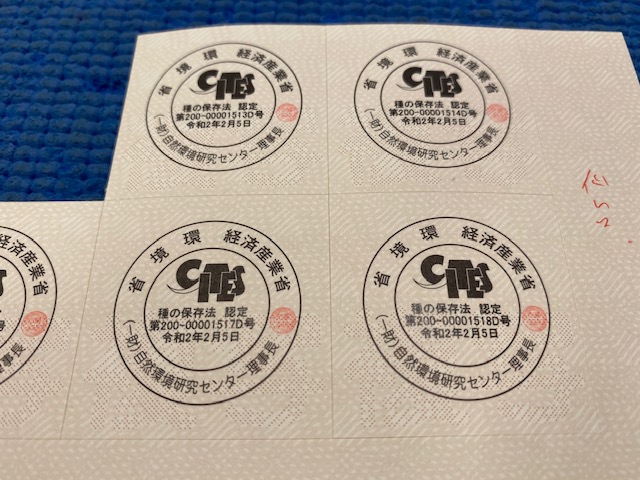 環境省 経済産業省
CITES
種の保存法 認定
第200-00001513D号
令和2年2月5日
(一財)自然環境研究センター理事長
環境省 経済産業省
CITES
種の保存法 認定
第200-00001514D号
令和2年2月5日
(一財)自然環境研究センター理事長
業省
理事長
環境省 経済産業省
CITES
種の保存法 認定
第200-00001517D号
令和2年2月5日
(一財)自然環境研究センター理事長
環境省 経済産業省
CITES
種の保存法 認定
第200-00001518D号
令和2年2月5日
(一財)自然環境研究センター理事長